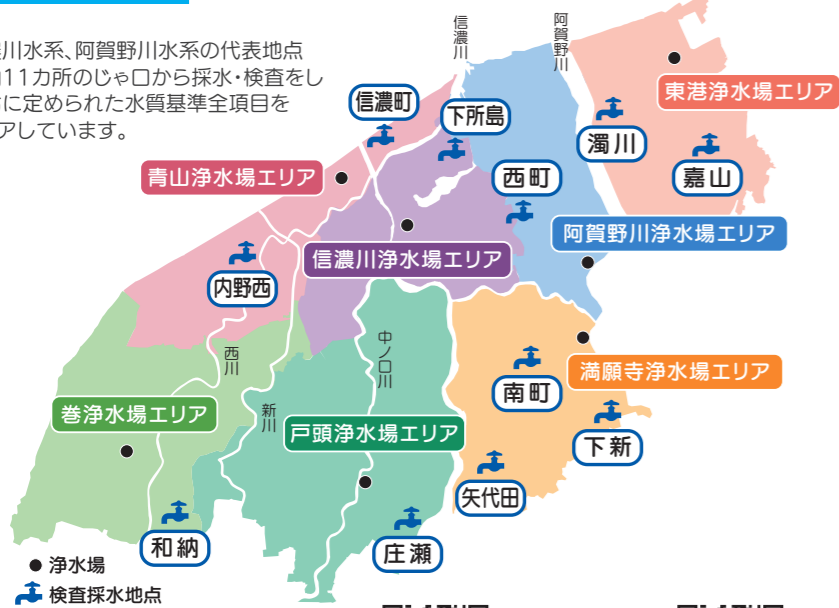 川水系、阿賀野川水系の代表地点
11カ所のじゃ口から採水・検査をし
に定められた水質基準全項目を
アしています。
信濃川
阿賀野川
東港浄水場エリア
信濃町
下所島
濁川
嘉山
青山浄水場エリア
西町
阿賀野川浄水場エリア
信濃川浄水場エリア
内野西
西川
中ノ口川
満願寺浄水場エリア
南町
巻浄水場エリア
新川
戸頭浄水場エリア
下新
矢代田
和納
庄瀬
浄水場
検査採水地点